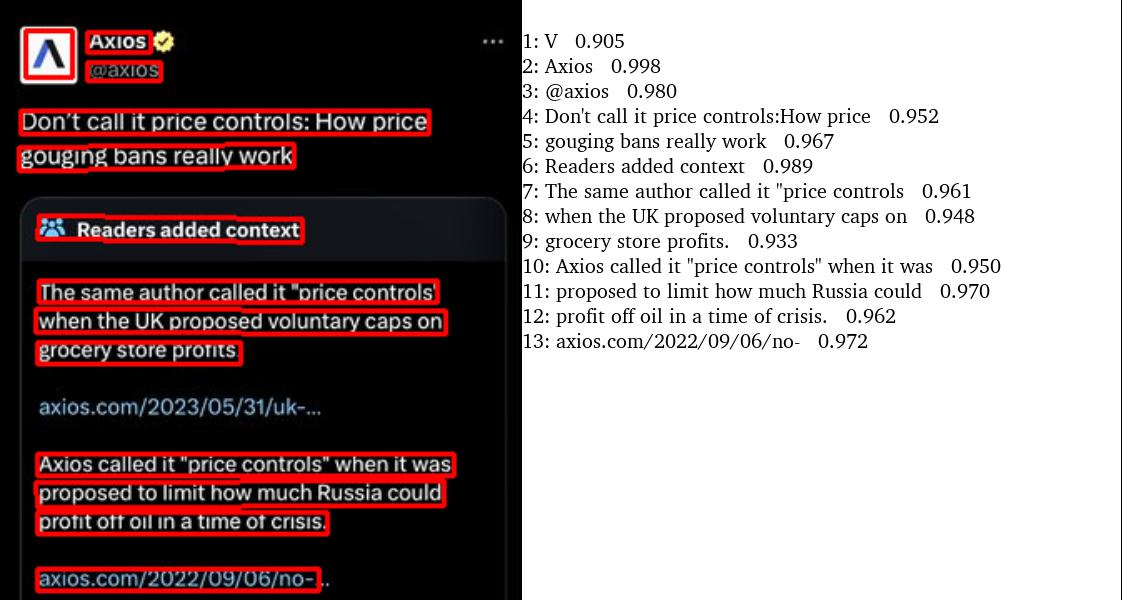 Axios
@axios
Don't call it price controls: How price
gouging bans really work
Readers added context
The same author called it "price controls'
when the UK proposed voluntary caps on
grocery store profits.
axios.com/2023/05/31/uk-...
Axios called it "price controls" when it was
proposed to limit how much Russia could
profit off oil in a time of crisis.
axios.com/2022/09/06/no-...
1: V 0.905
2: Axios 0.998
3: @axios 0.980
4: Don't call it price controls:How price 0.952
5: gouging bans really work 0.967
6: Readers added context 0.989
7: The same author called it "price controls 0.961
8: when the UK proposed voluntary caps on 0.948
9: grocery store profits. 0.933
10: Axios called it "price controls" when it was 0.950
11: proposed to limit how much Russia could 0.970
12: profit off oil in a time of crisis. 0.962
13: axios.com/2022/09/06/no- 0.972